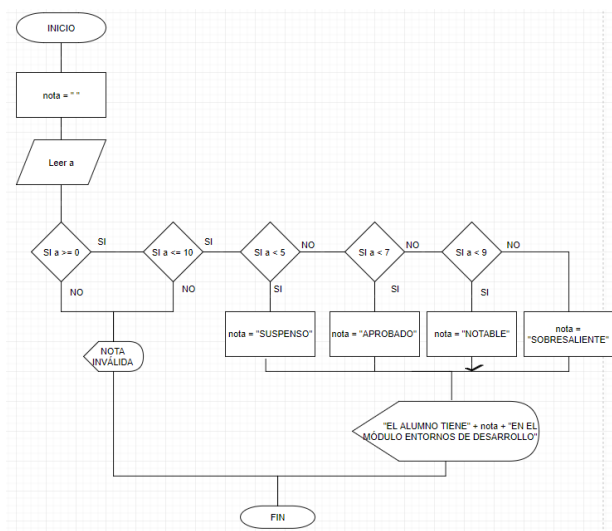 INICIO
nota = " "
Leer a
SI a >= 0
SI
SI a <= 10
SI
SI a < 5
NO
SI a < 7
NO
SI a < 9
NO
NO
NO
SI
SI
SI
nota = "SUSPENSO"
nota = "APROBADO"
nota = "NOTABLE"
nota =
"SOBRESALIENTE"
NOTA
INVÁLIDA
"EL ALUMNO TIENE" + nota + "EN EL
MÓDULO ENTORNOS DE DESARROLLO"
FIN